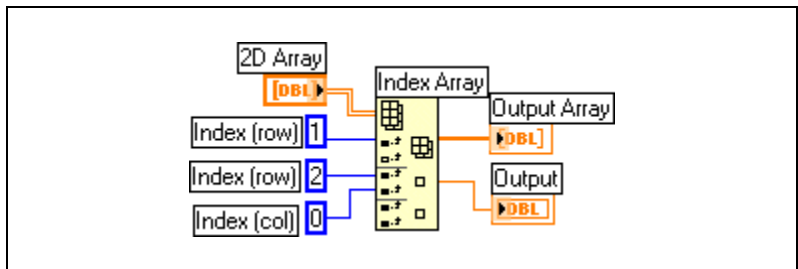 2D Array
[DBL]
Index Array
Output Array
Index (row) 1
[DBL]
Index (row) 2
Output
DBL
Index (col) 0